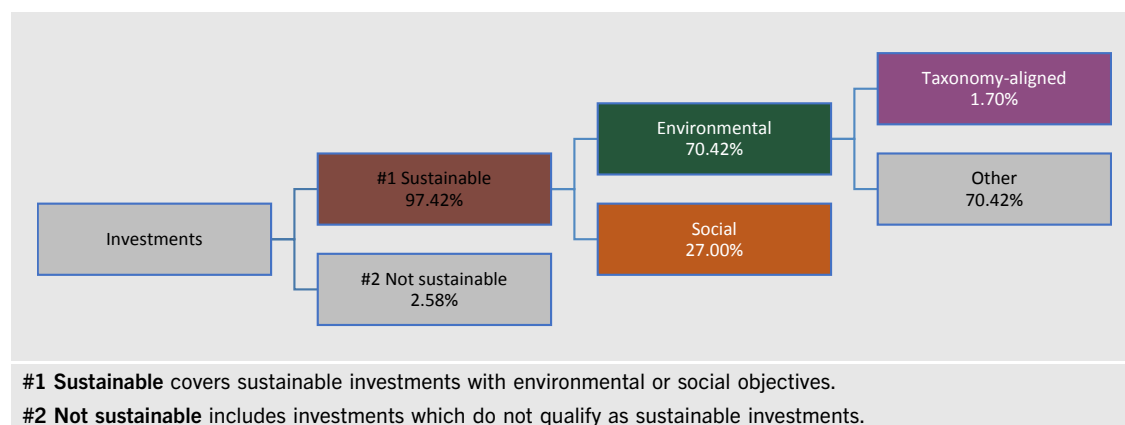 Investments
#1 Sustainable
97.42%
#2 Not sustainable
2.58%
Environmental
70.42%
Social
27.00%
Taxonomy-aligned
1.70%
Other
70.42%
#1 Sustainable covers sustainable investments with environmental or social objectives.
#2 Not sustainable includes investments which do not qualify as sustainable investments.